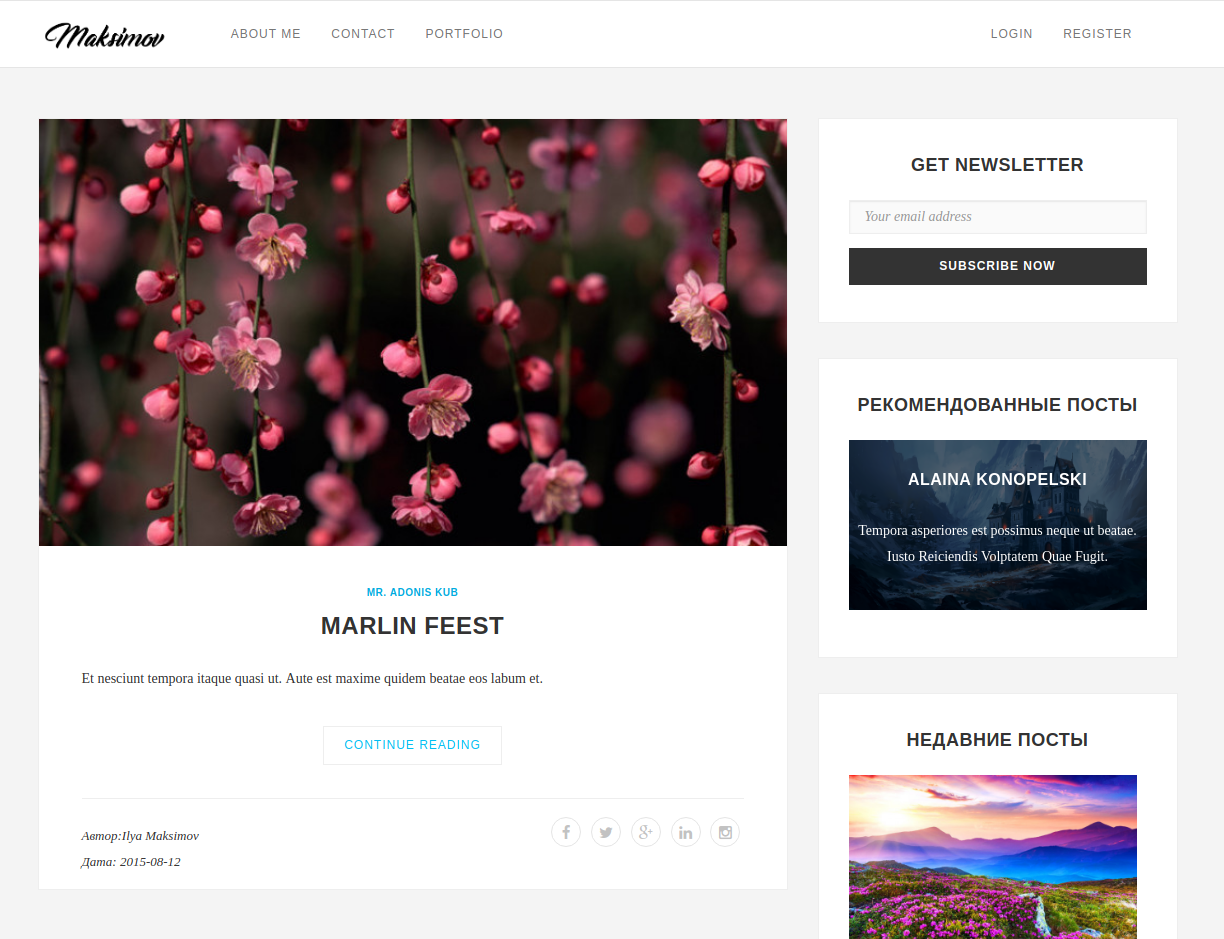 Maksimov
ABOUT ME
CONTACT
PORTFOLIO
LOGIN
REGISTER
MR. ADONIS KUB
MARLIN FEEST
Et nesciunt tempora itaque quasi ut. Aute est maxime quidem beatae eos labum et.
CONTINUE READING
Автор:Ilya Maksimov
Дата: 2015-08-12
GET NEWSLETTER
Your email address
SUBSCRIBE NOW
РЕКОМЕНДОВАННЫЕ ПОСТЫ
ALAINA KONOPELSKI
Tempora asperiores est possimus neque ut beatae.
Iusto Reiciendis Volptatem Quae Fugit.
НЕДАВНИЕ ПОСТЫ